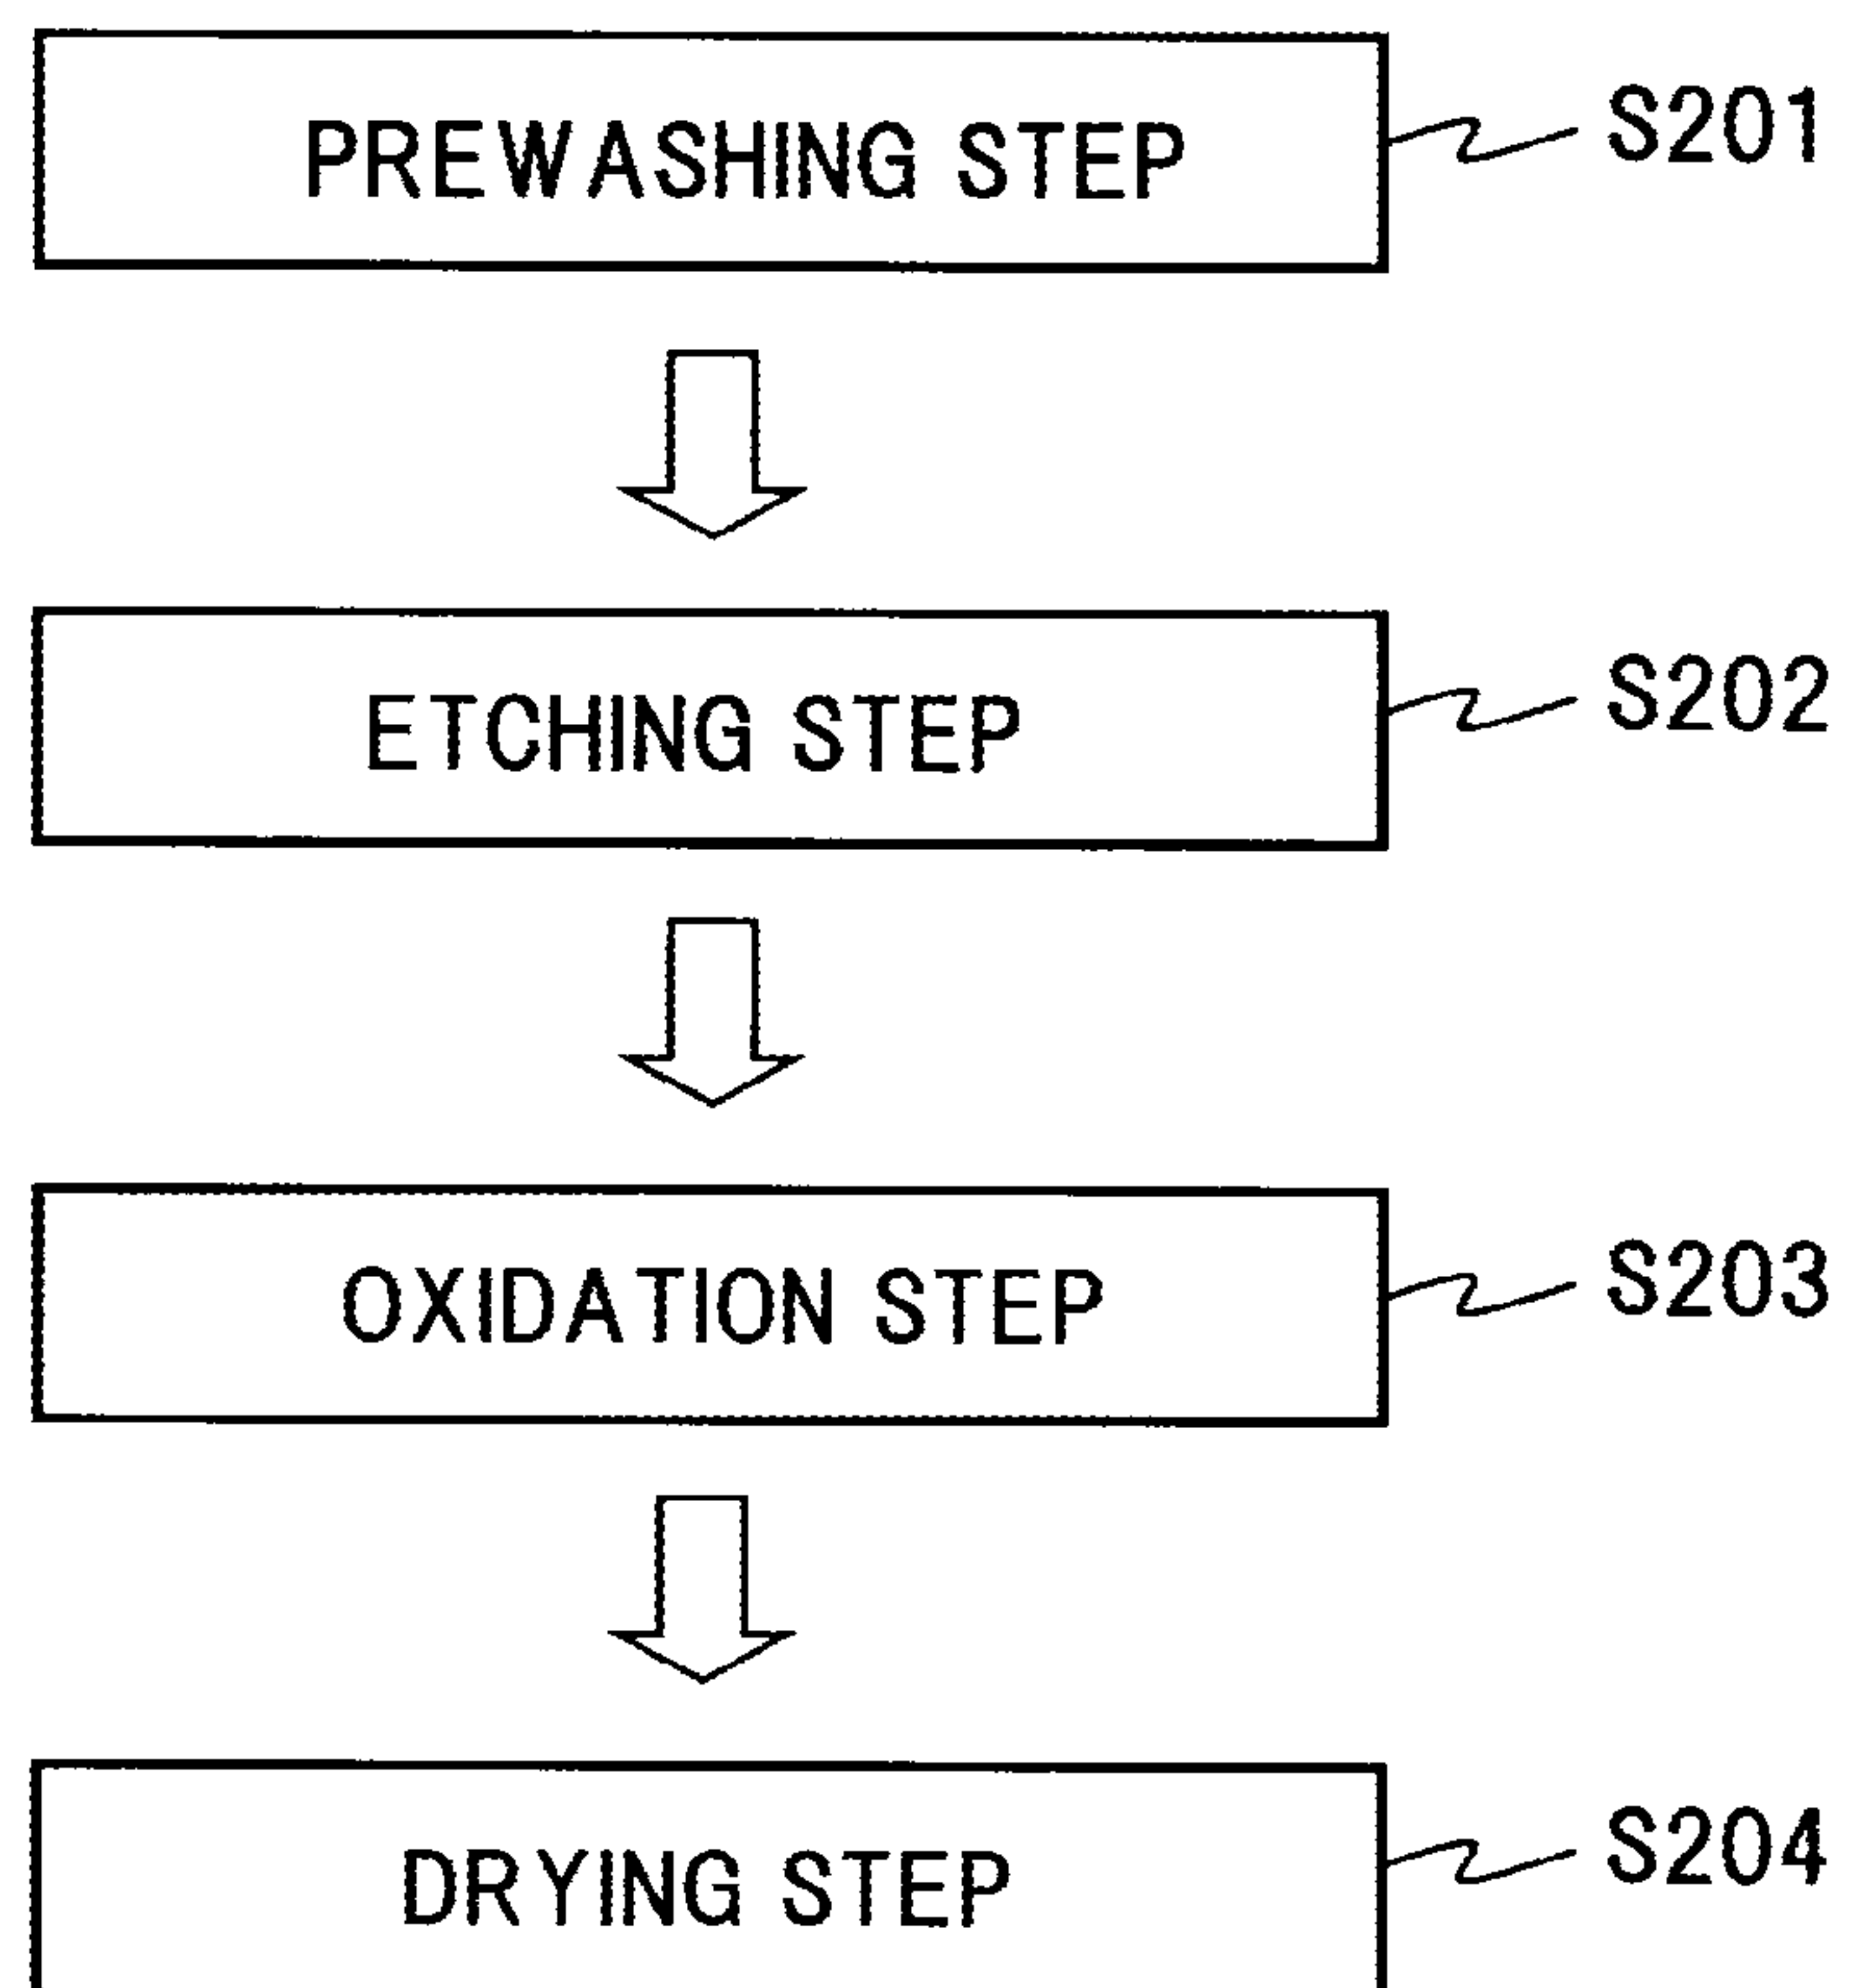 PREWASHING STEP S201
ETCHING STEP S202
OXIDATION STEP S203
DRYING STEP S204